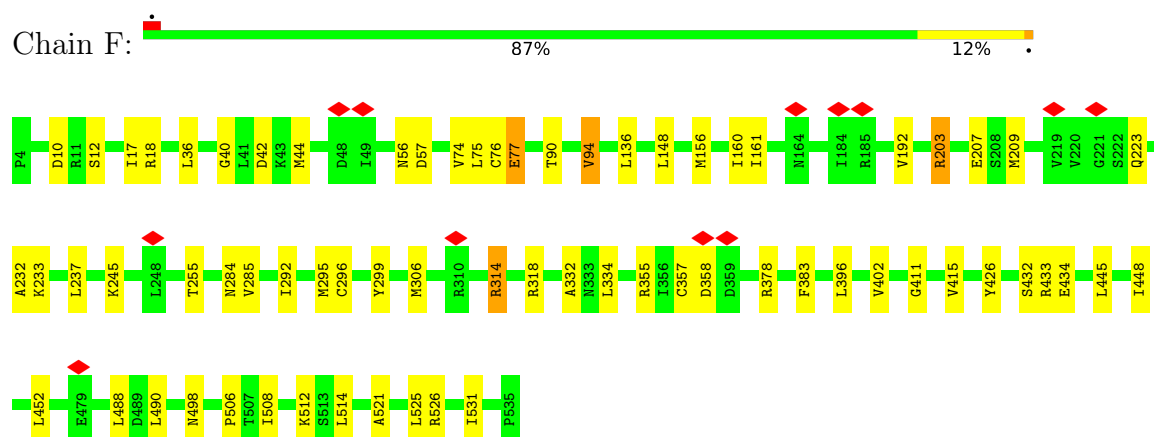 Chain F:
•
87%
12%
•
P4 D10 R11 S12 I17 R18 L36 G40 L41 D42 K43 M44 D48 I49 N56 D57 V74 L75 C76 E77 T90 V94 L136 L148 M156 I160 I161 N164 I184 R185 V192 R203 E207 S208 M209 V219 V220 G221 S222 Q223
A232 K233 L237 K245 L248 T255 N284 V285 I292 M295 C296 Y299 M306 R310 R314 R318 A332 N333 L334 R355 I356 C357 D358 D359 R378 F383 L396 V402 G411 V415 Y426 S432 R433 E434 L445 I448
L452 E479 L488 D489 L490 N498 P506 T507 I508 K512 S513 L514 A521 L525 R526 I531 P535